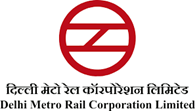 दिल्ली मेट्रो रेल कॉरपोरेशन लिमिटेड
Delhi Metro Rail Corporation Limited